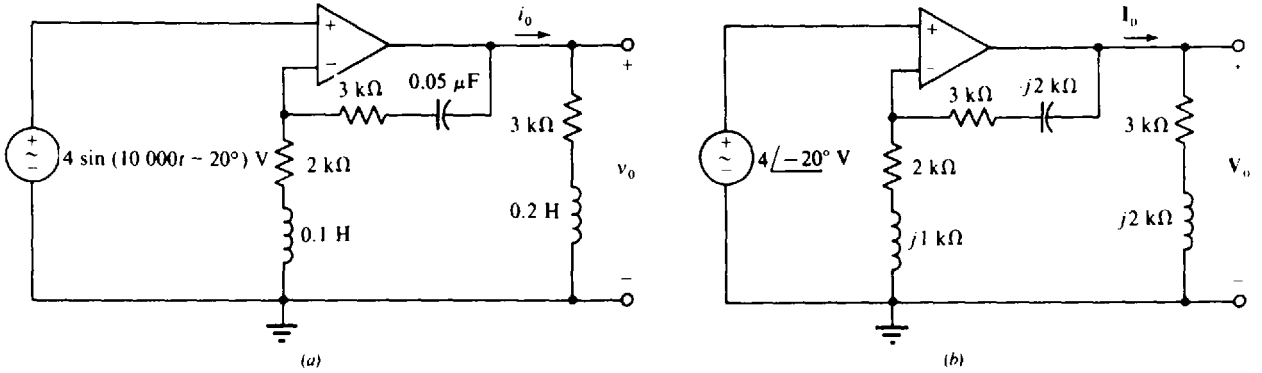 i₀
+
−
3 kΩ
0.05 μF
+
3 kΩ
+
~
−
4 sin (10 000t − 20°) V
2 kΩ
v₀
0.2 H
0.1 H
−
(a)
I₀
+
−
3 kΩ
j2 kΩ
3 kΩ
+
~
−
4/−20° V
2 kΩ
V₀
j2 kΩ
j1 kΩ
−
(b)